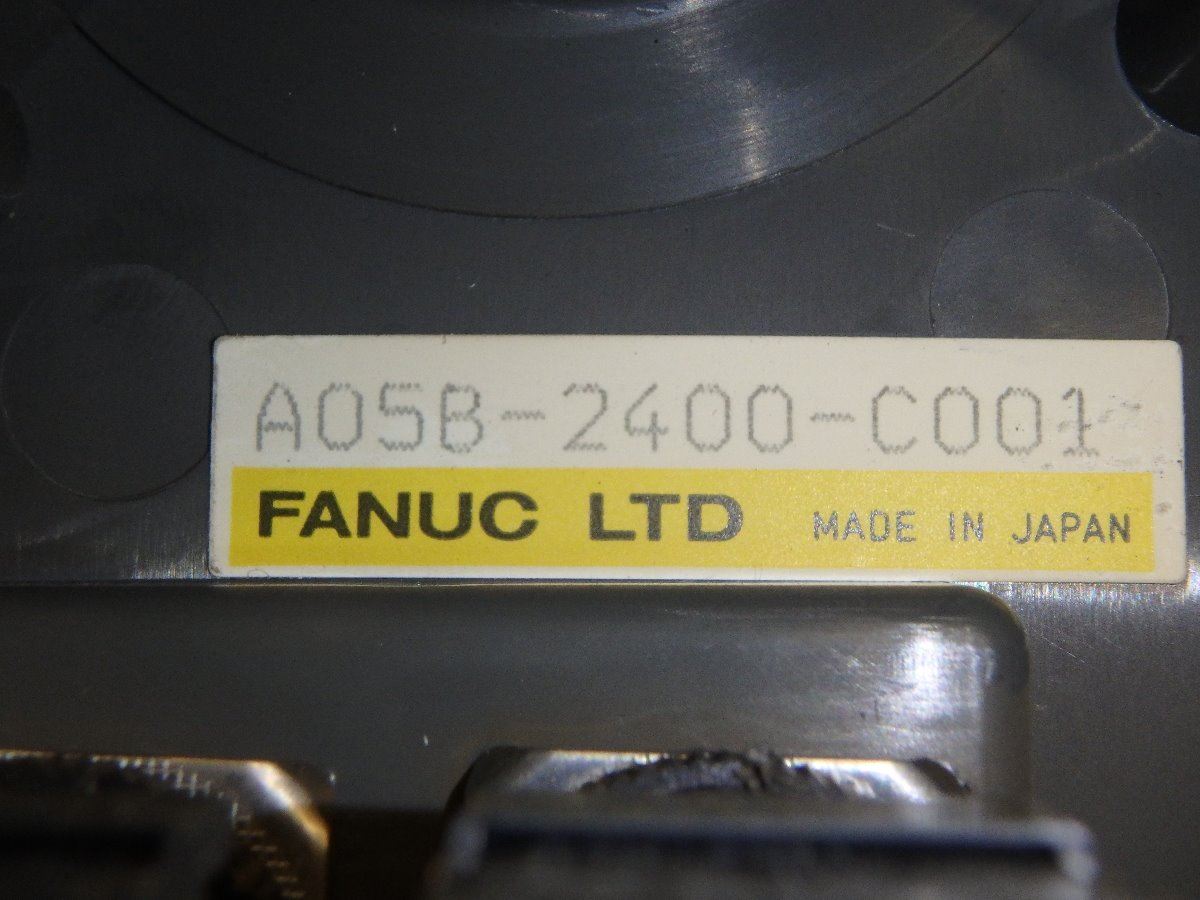 A05B-2400-C001
FANUC LTD MADE IN JAPAN